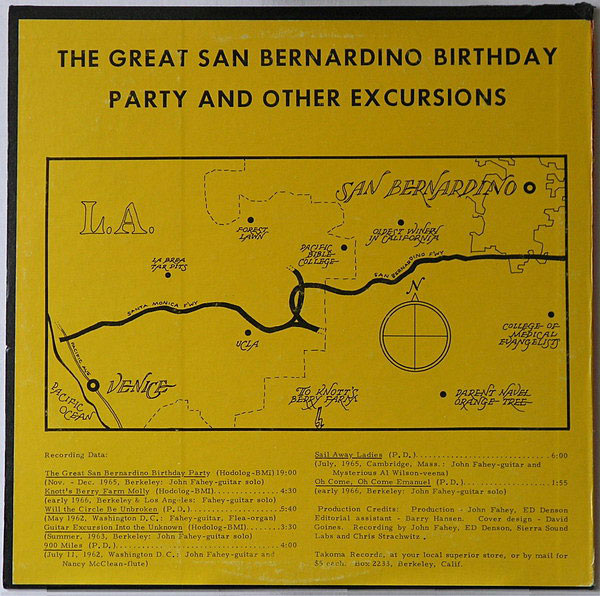 THE GREAT SAN BERNARDINO BIRTHDAY
PARTY AND OTHER EXCURSIONS
L.A.
SAN BERNARDINO
FOREST
LAWN
OLDEST WINERY
IN CALIFORNIA
PACIFIC
BIBLE
COLLEGE
LA BREA
TAR PITS
SAN BERNARDINO FWY
SANTA MONICA FWY
N
UCLA
COLLEGE OF
MEDICAL
EVANGELISTS
PACIFIC AVE
VENICE
PACIFIC
OCEAN
TO KNOTT'S
BERRY FARM
PARENT NAVEL
ORANGE TREE
Recording Data:
The Great San Bernardino Birthday Party (Hodolog-BMI) 19:00
(Nov. - Dec. 1965, Berkeley: John Fahey-guitar solo)
Knott's Berry Farm Molly (Hodolog-BMI)............... 4:30
(early 1966, Berkeley & Los Angeles: Fahey-guitar solo)
Will the Circle Be Unbroken (P.D.)..................... 5:40
(May 1962, Washington D.C.: Fahey-guitar, Flea-organ)
Guitar Excursion Into the Unknown (Hodolog-BMI)....... 3:30
(Summer, 1963, Berkeley: John Fahey-guitar solo)
900 Miles (P.D.)..................................... 4:00
(July 11, 1962, Washington D.C.: John Fahey-guitar and
Nancy McClean-flute)
Sail Away Ladies (P.D.)............................... 6:00
(July, 1965, Cambridge, Mass.: John Fahey-guitar and
Mysterious Al Wilson-veena)
Oh Come, Oh Come Emamel (P.D.)....................... 1:55
(early 1966, Berkeley: John Fahey-guitar solo)
Production Credits: Production - John Fahey, ED Denson
Editorial assistant - Barry Hansen. Cover design - David
Goines. Recording by John Fahey, ED Denson, Sierra Sound
Labs and Chris Strachwitz.
Takoma Records, at your local superior store, or by mail for
$5 each. Box 2233, Berkeley, Calif.